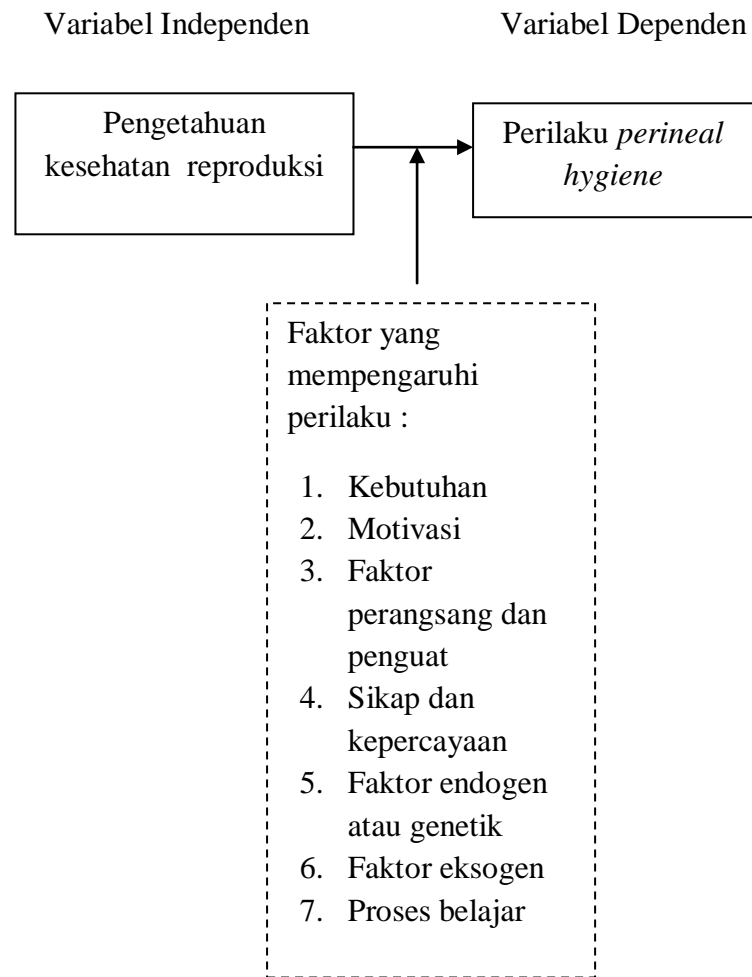 Variabel Independen Variabel Dependen
Pengetahuan
kesehatan reproduksi
Perilaku perineal
hygiene
Faktor yang
mempengaruhi
perilaku :
1. Kebutuhan
2. Motivasi
3. Faktor
perangsang dan
penguat
4. Sikap dan
kepercayaan
5. Faktor endogen
atau genetik
6. Faktor eksogen
7. Proses belajar